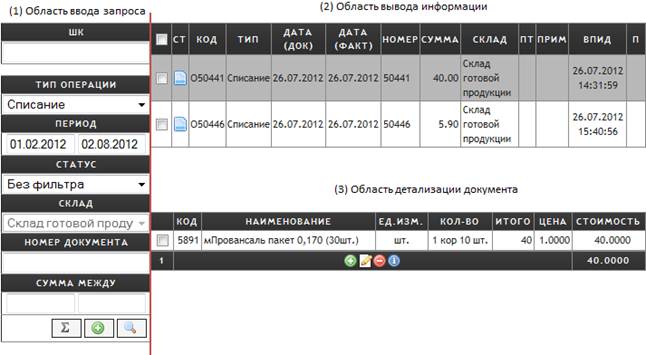 (1) Область ввода запроса
ШК
ТИП ОПЕРАЦИИ
Списание
ПЕРИОД
01.02.2012 02.08.2012
СТАТУС
Без фильтра
СКЛАД
Склад готовой проду
НОМЕР ДОКУМЕНТА
СУММА МЕЖДУ
Σ
(2) Область вывода информации
СТ КОД ТИП ДАТА (ДОК) ДАТА (ФАКТ) НОМЕР СУММА СКЛАД ПТ ПРИМ ВПИД П
О50441 Списание 26.07.2012 26.07.2012 50441 40.00 Склад готовой продукции 26.07.2012 14:31:59
О50446 Списание 26.07.2012 26.07.2012 50446 5.90 Склад готовой продукции 26.07.2012 15:40:56
(3) Область детализации документа
КОД НАИМЕНОВАНИЕ ЕД.ИЗМ. КОЛ-ВО ИТОГО ЦЕНА СТОИМОСТЬ
5891 мПровансаль пакет 0,170 (30шт.) шт. 1 кор 10 шт. 40 1.0000 40.0000
1 40.0000